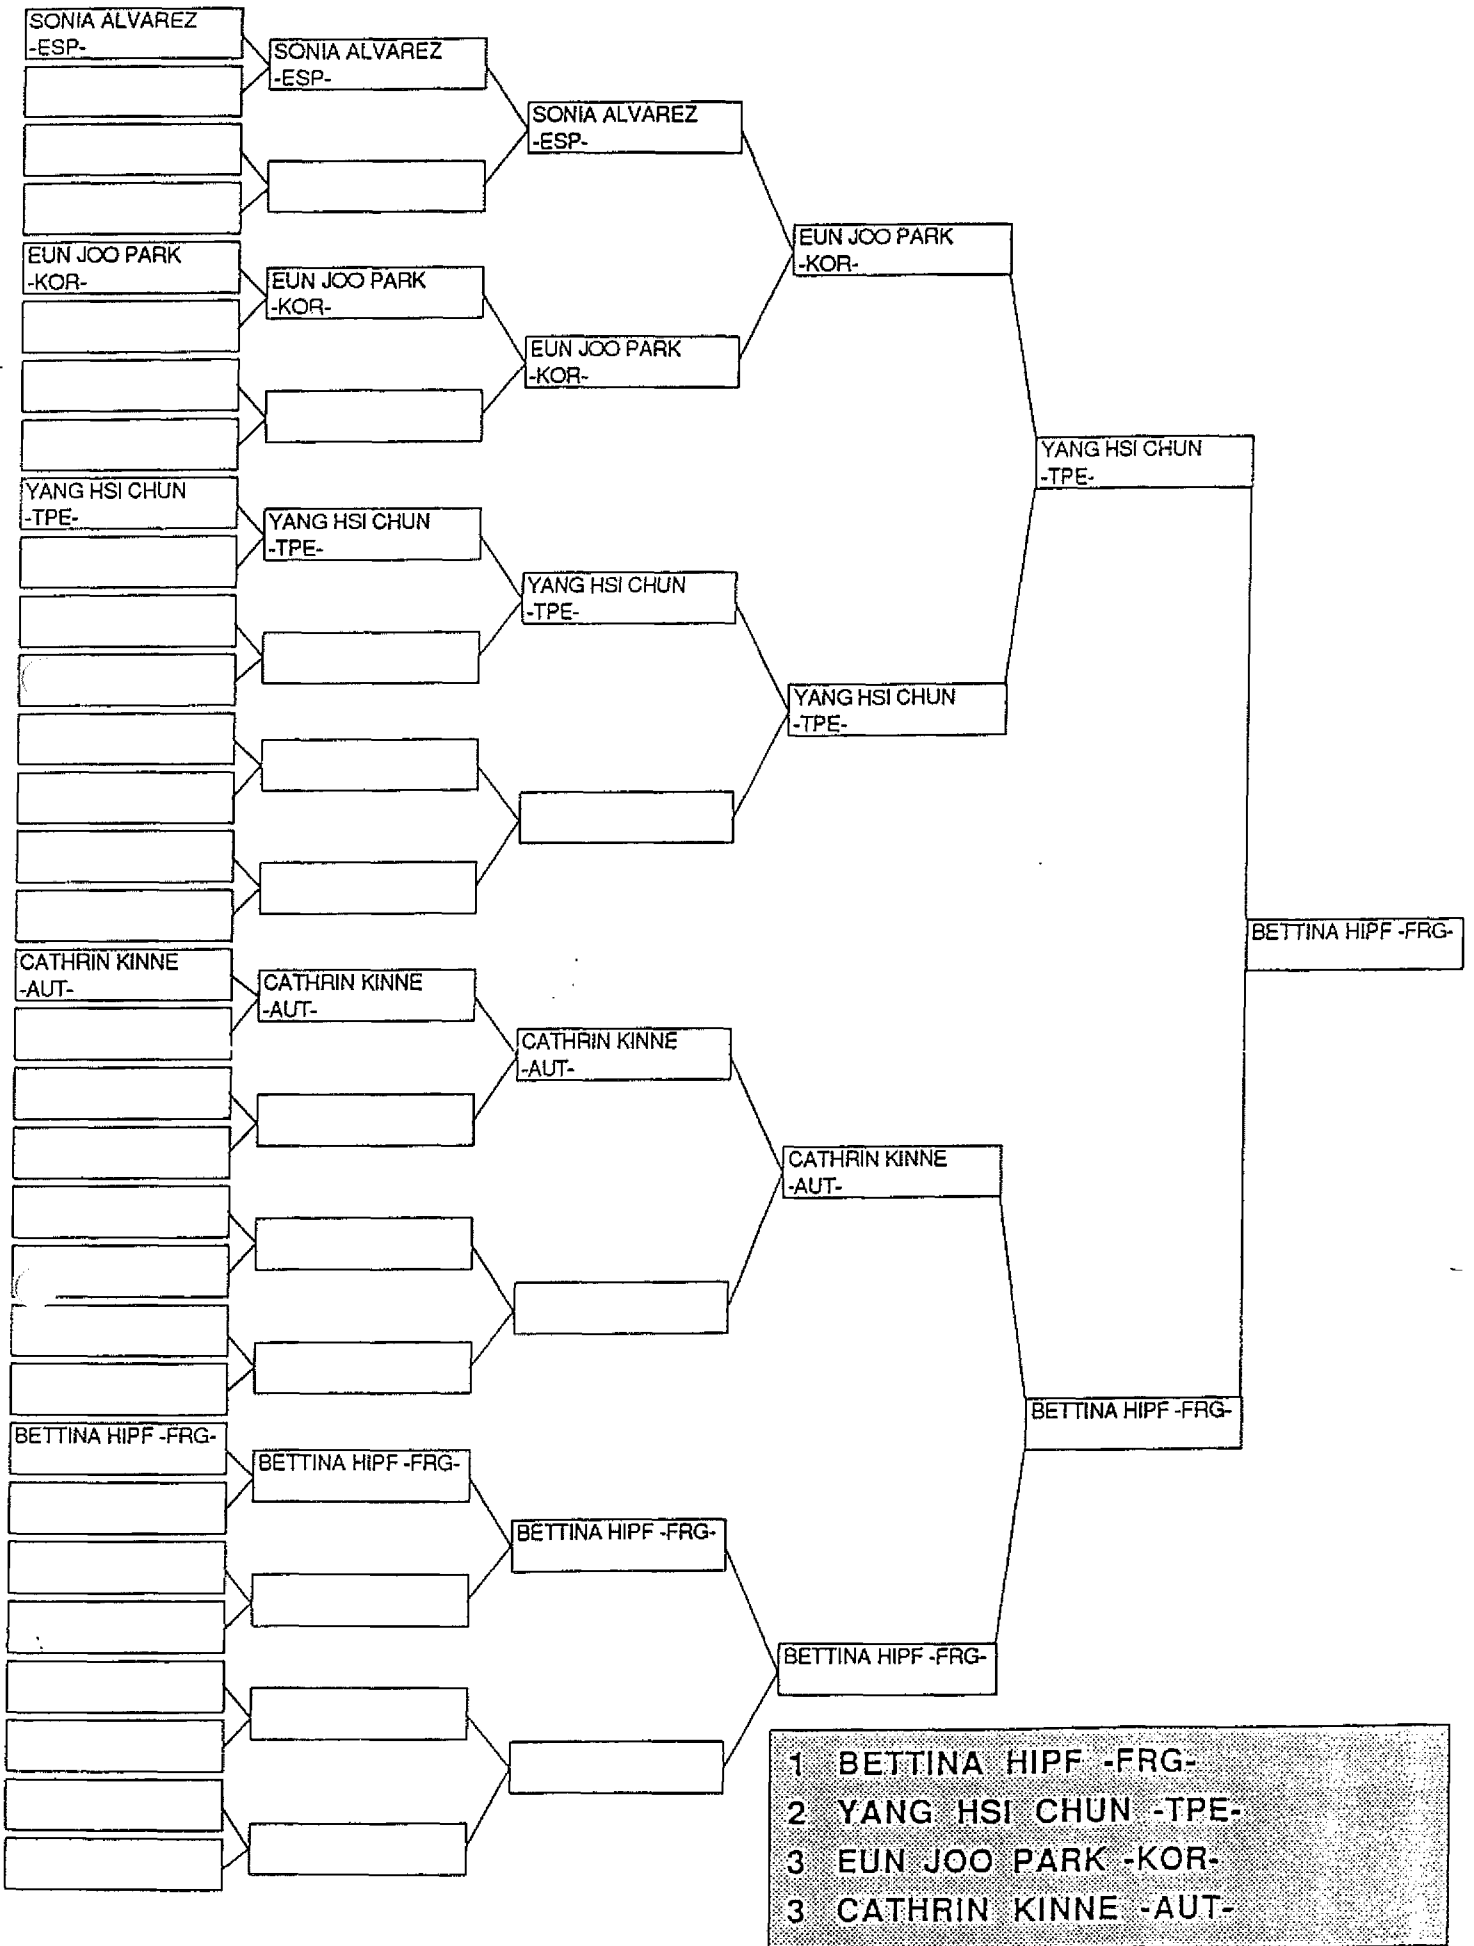 SONIA ALVAREZ
-ESP-
SONIA ALVAREZ
-ESP-
SONIA ALVAREZ
-ESP-
EUN JOO PARK
-KOR-
EUN JOO PARK
-KOR-
EUN JOO PARK
-KOR-
EUN JOO PARK
-KOR-
YANG HSI CHUN
-TPE-
YANG HSI CHUN
-TPE-
YANG HSI CHUN
-TPE-
YANG HSI CHUN
-TPE-
YANG HSI CHUN
-TPE-
BETTINA HIPF -FRG-
CATHRIN KINNE
-AUT-
CATHRIN KINNE
-AUT-
CATHRIN KINNE
-AUT-
CATHRIN KINNE
-AUT-
BETTINA HIPF -FRG-
BETTINA HIPF -FRG-
BETTINA HIPF -FRG-
BETTINA HIPF -FRG-
BETTINA HIPF -FRG-
1 BETTINA HIPF -FRG-
2 YANG HSI CHUN -TPE-
3 EUN JOO PARK -KOR-
3 CATHRIN KINNE -AUT-